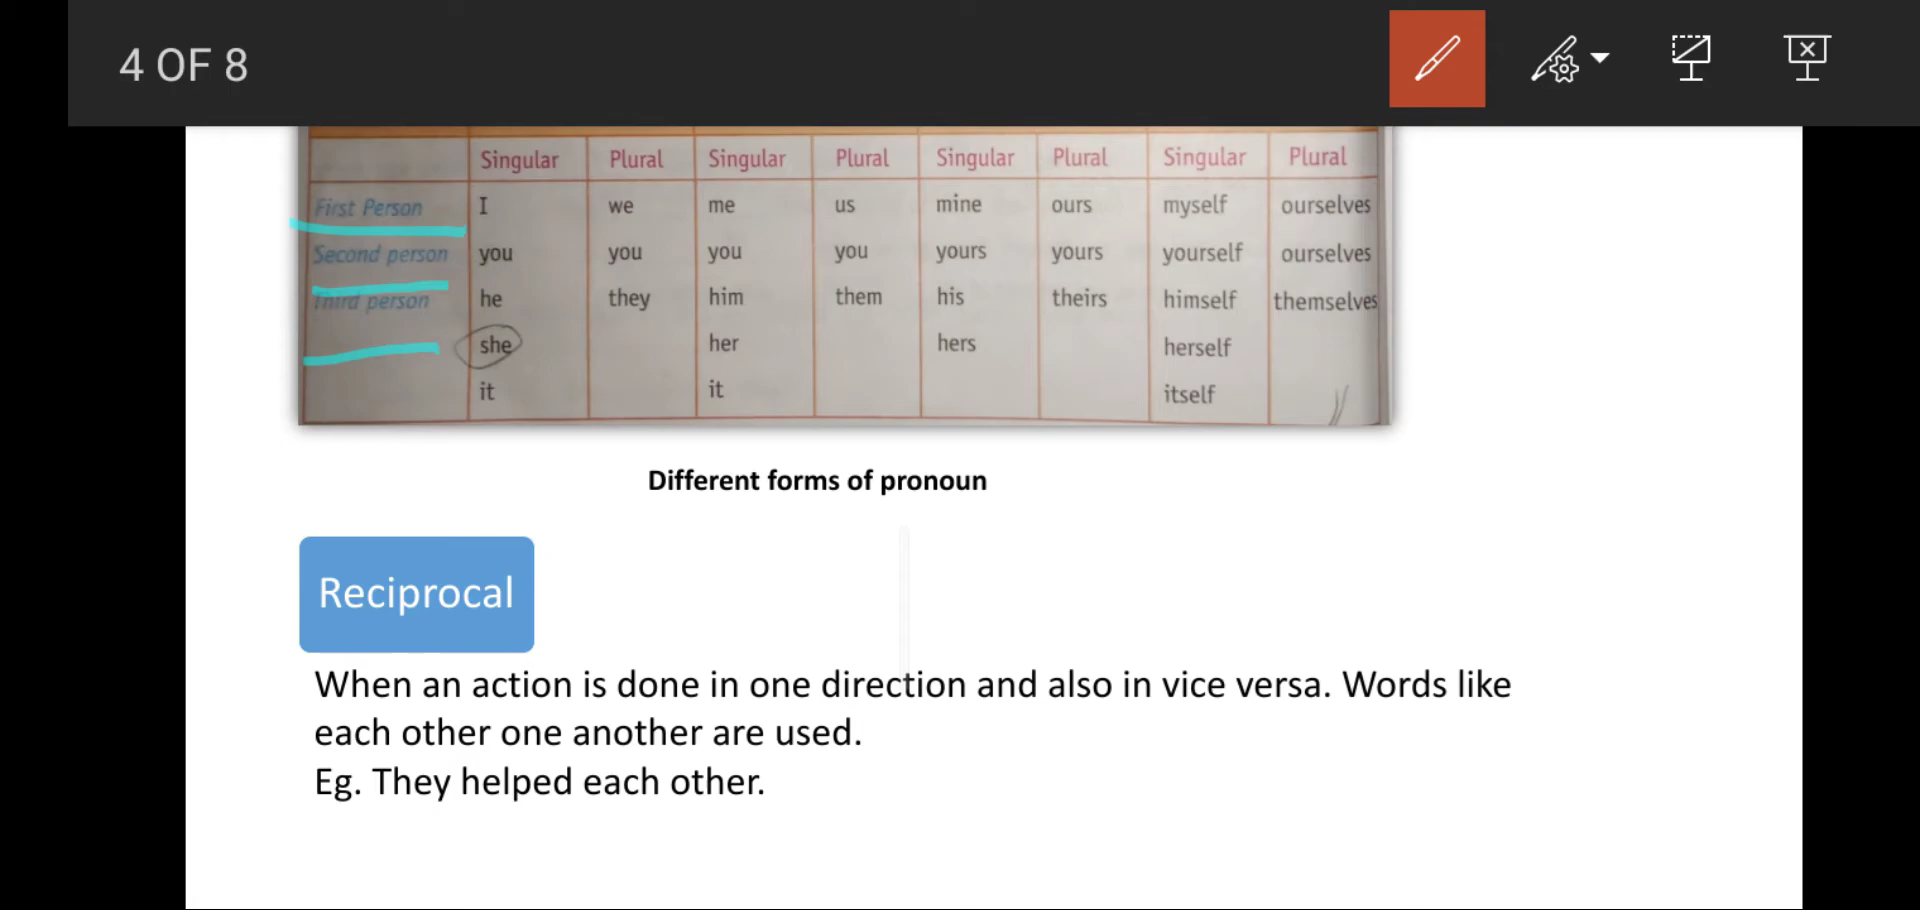 4 OF 8
Singular Plural Singular Plural Singular Plural Singular Plural
First Person I we me us mine ours myself ourselves
Second person you you you you yours yours yourself ourselves
Third person he they him them his theirs himself themselves
she her hers herself
it it itself
Different forms of pronoun
Reciprocal
When an action is done in one direction and also in vice versa. Words like
each other one another are used.
Eg. They helped each other.